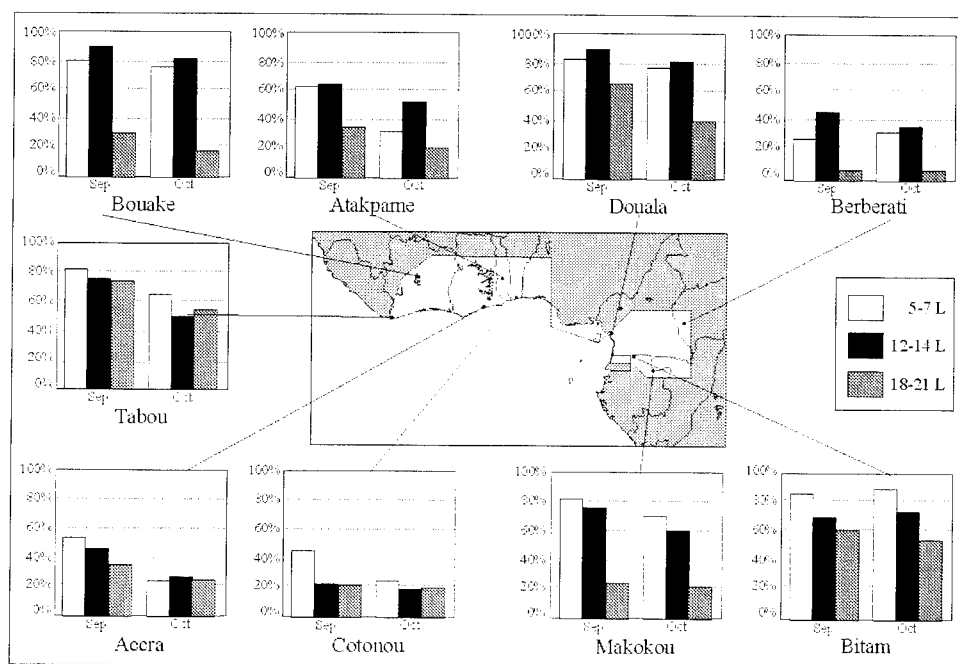 100%
80%
60%
40%
20%
0%
Sep Oct
Bouake
100%
80%
60%
40%
20%
0%
Sep Oct
Atakpame
100%
80%
60%
40%
20%
0%
Sep Oct
Douala
100%
80%
60%
40%
20%
0%
Sep Oct
Berberati
100%
80%
60%
40%
20%
0%
Sep Oct
Tabou
5-7 L
12-14 L
18-21 L
100%
80%
60%
40%
20%
0%
Sep Oct
Accra
100%
80%
60%
40%
20%
0%
Sep Oct
Cotonou
100%
80%
60%
40%
20%
0%
Sep Oct
Makokou
100%
80%
60%
40%
20%
0%
Sep Oct
Bitam